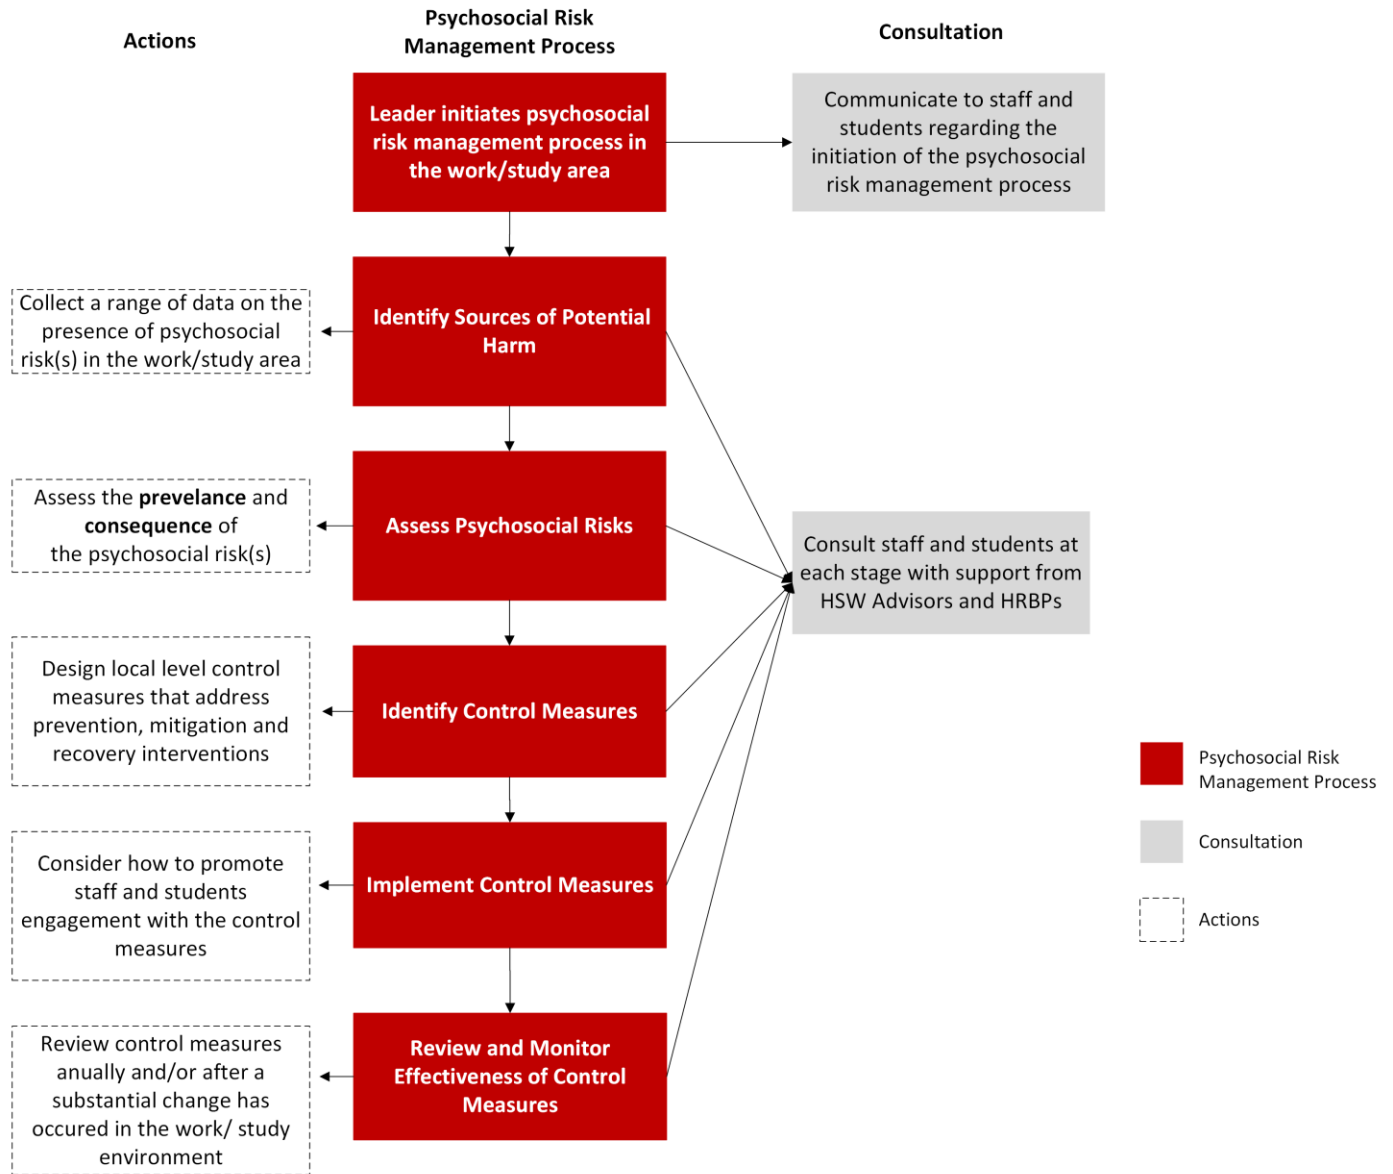 Actions
Psychosocial Risk
Management Process
Consultation
Leader initiates psychosocial
risk management process in
the work/study area
Communicate to staff and
students regarding the
initiation of the psychosocial
risk management process
Collect a range of data on the
presence of psychosocial
risk(s) in the work/study area
Identify Sources of Potential
Harm
Assess the prevelance and
consequence of
the psychosocial risk(s)
Assess Psychosocial Risks
Consult staff and students at
each stage with support from
HSW Advisors and HRBPs
Design local level control
measures that address
prevention, mitigation and
recovery interventions
Identify Control Measures
Consider how to promote
staff and students
engagement with the control
measures
Implement Control Measures
Review control measures
anually and/or after a
substantial change has
occured in the work/ study
environment
Review and Monitor
Effectiveness of Control
Measures
Psychosocial Risk
Management Process
Consultation
Actions